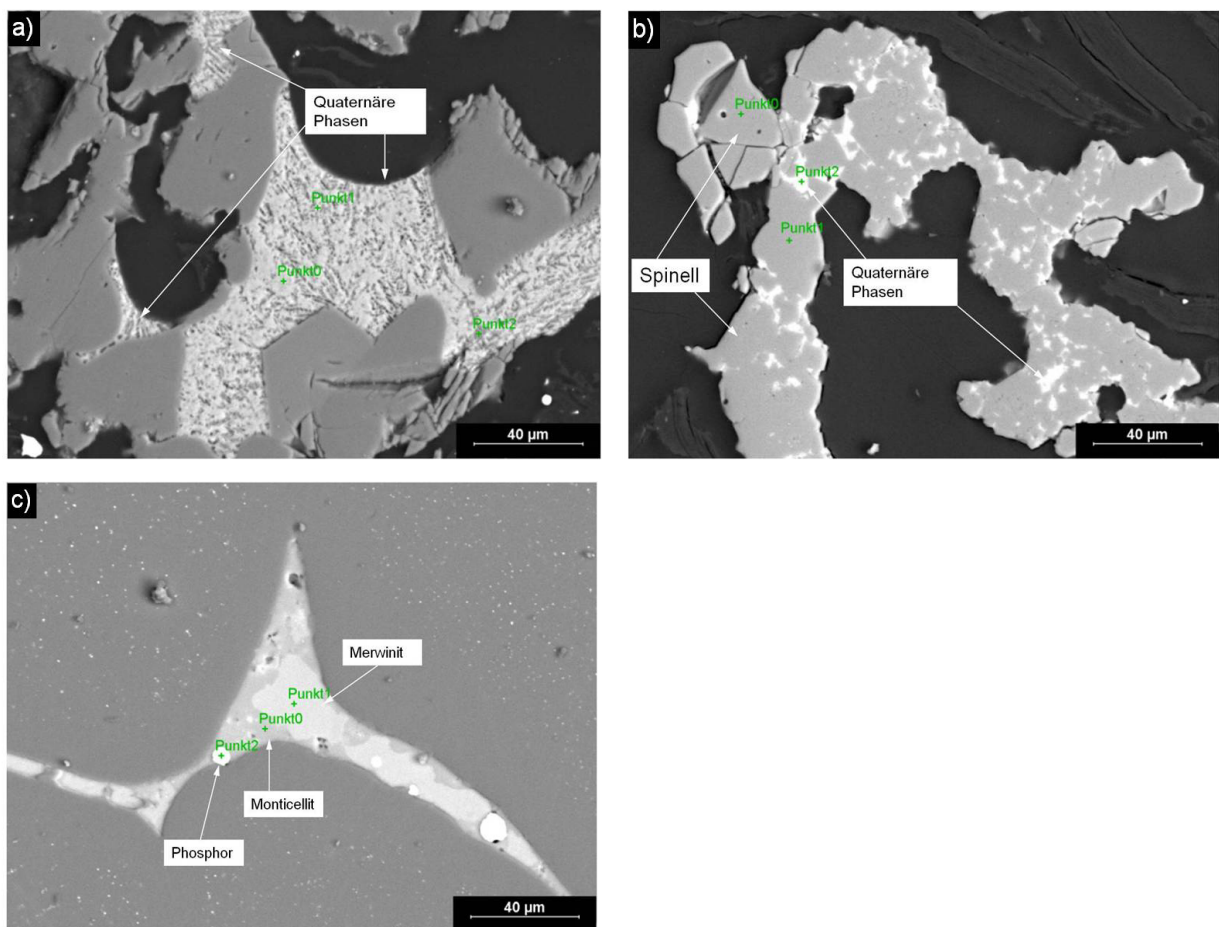 a)
Quaternäre
Phasen
Punkt1
Punkt0
Punkt2
40 µm
b)
Punkt0
Punkt2
Punkt1
Spinell
Quaternäre
Phasen
40 µm
c)
Merwinit
Punkt1
Punkt0
Punkt2
Monticellit
Phosphor
40 µm